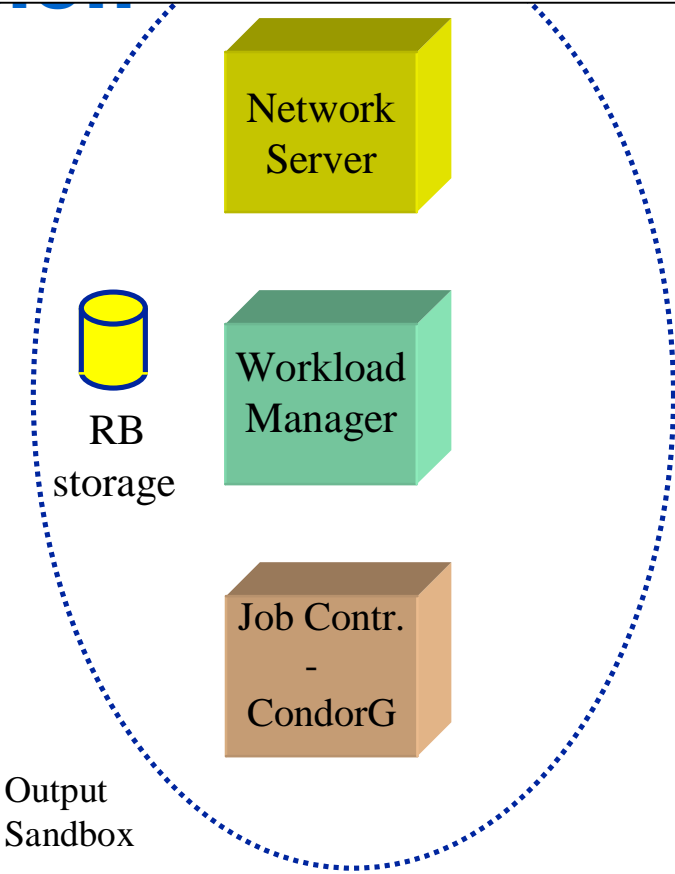 Network
Server
Workload
Manager
RB
storage
Job Contr.
-
CondorG
Output
Sandbox